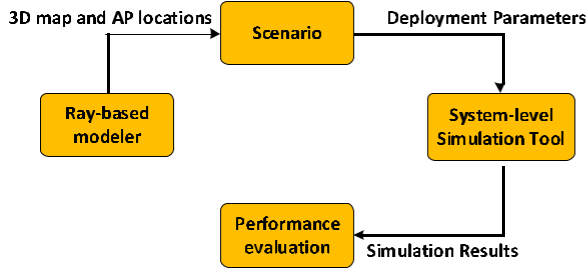 3D map and AP locations
Scenario
Deployment Parameters
Ray-based
modeler
System-level
Simulation Tool
Performance
evaluation
Simulation Results